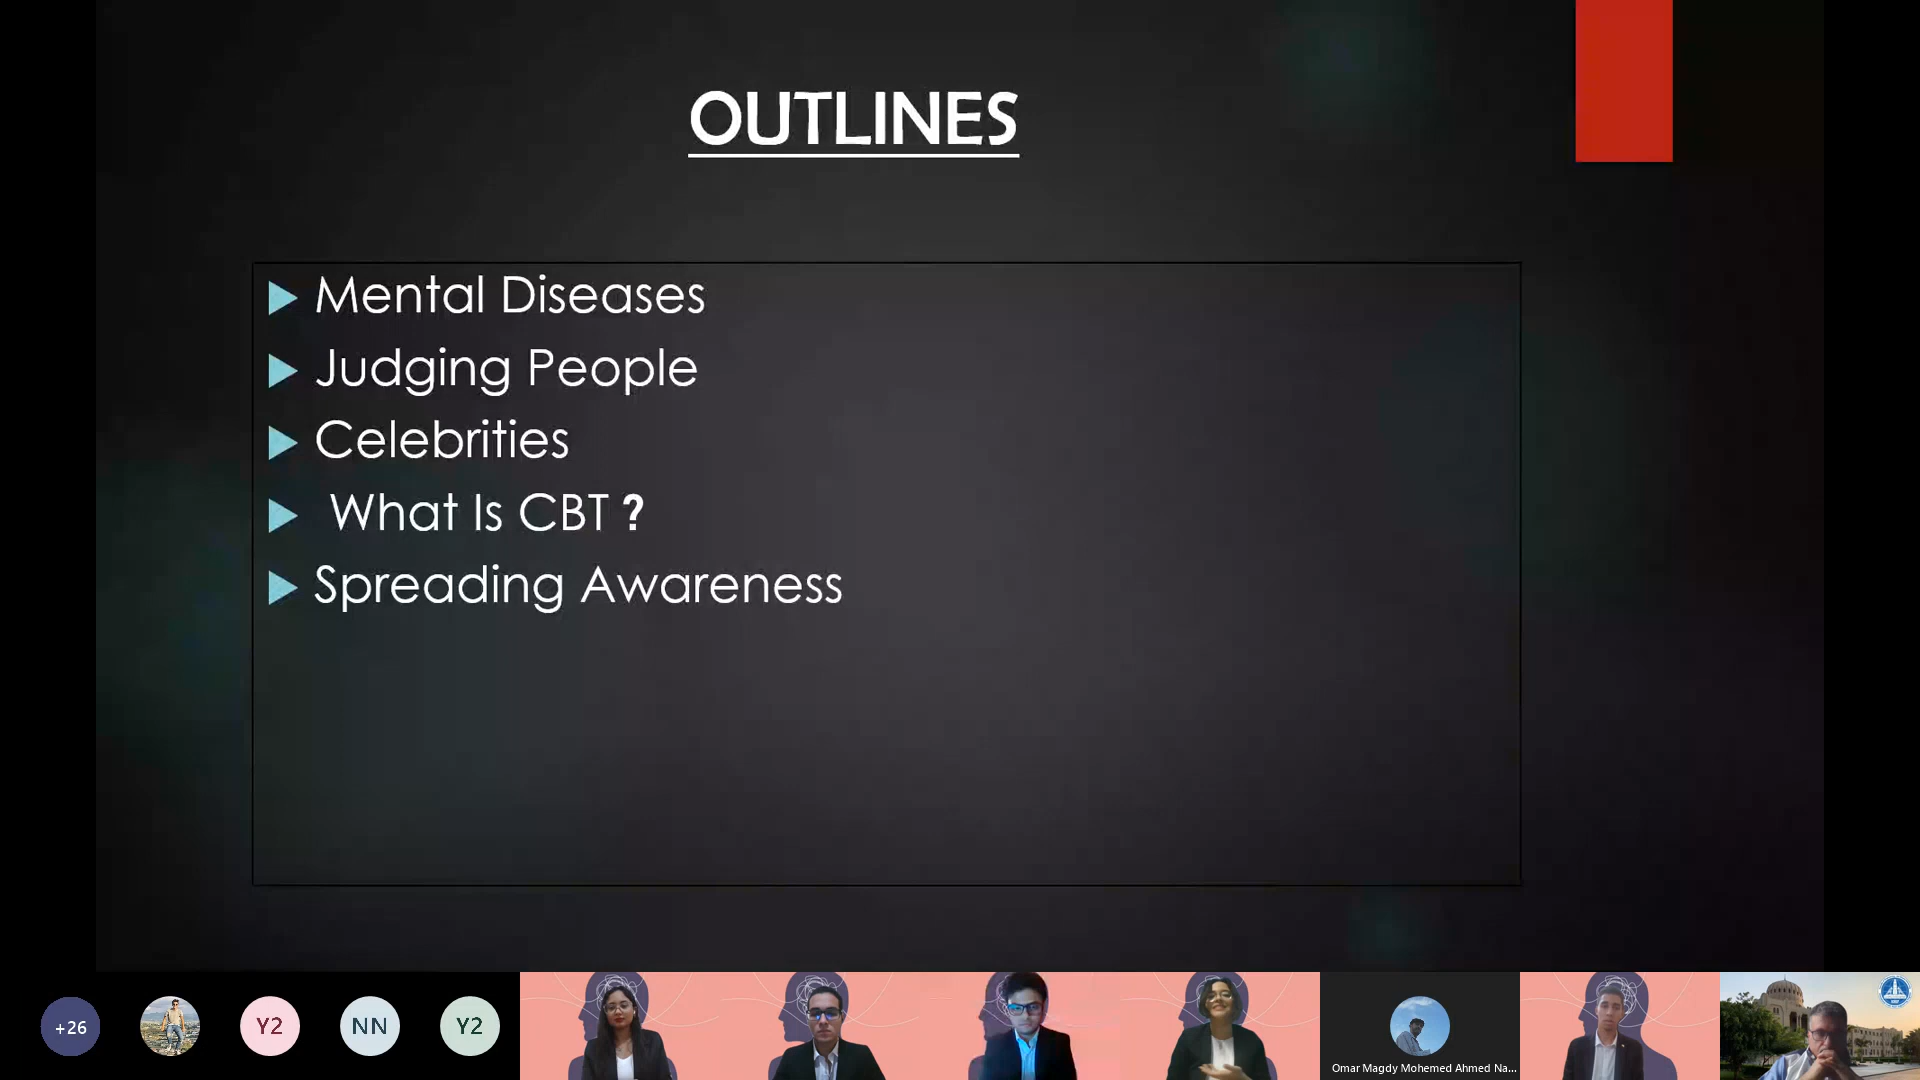 OUTLINES
Mental Diseases
Judging People
Celebrities
What Is CBT ?
Spreading Awareness
+26
Y2
NN
Y2
Omar Magdy Mohemed Ahmed Na...